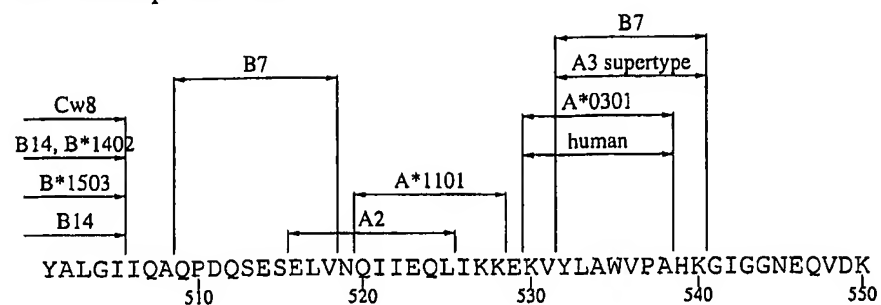 B7
B7
A3 supertype
Cw8
A*0301
B14, B*1402
human
B*1503
A*1101
B14
A2
YALGIIQAQPDQSESELVNQIIEQLIKKEKVYLAWVPAHKGIGGNEQVDK
510 520 530 540 550